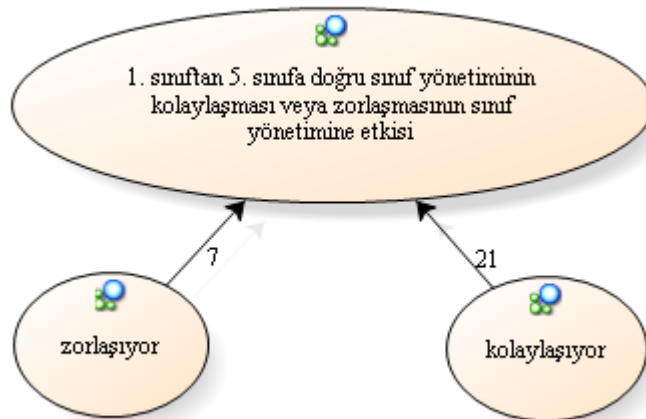 1. sınıftan 5. sınıfa doğru sınıf yönetiminin
kolaylaşması veya zorlaşmasının sınıf
yönetimine etkisi
7
21
zorlaşıyor
kolaylaşıyor